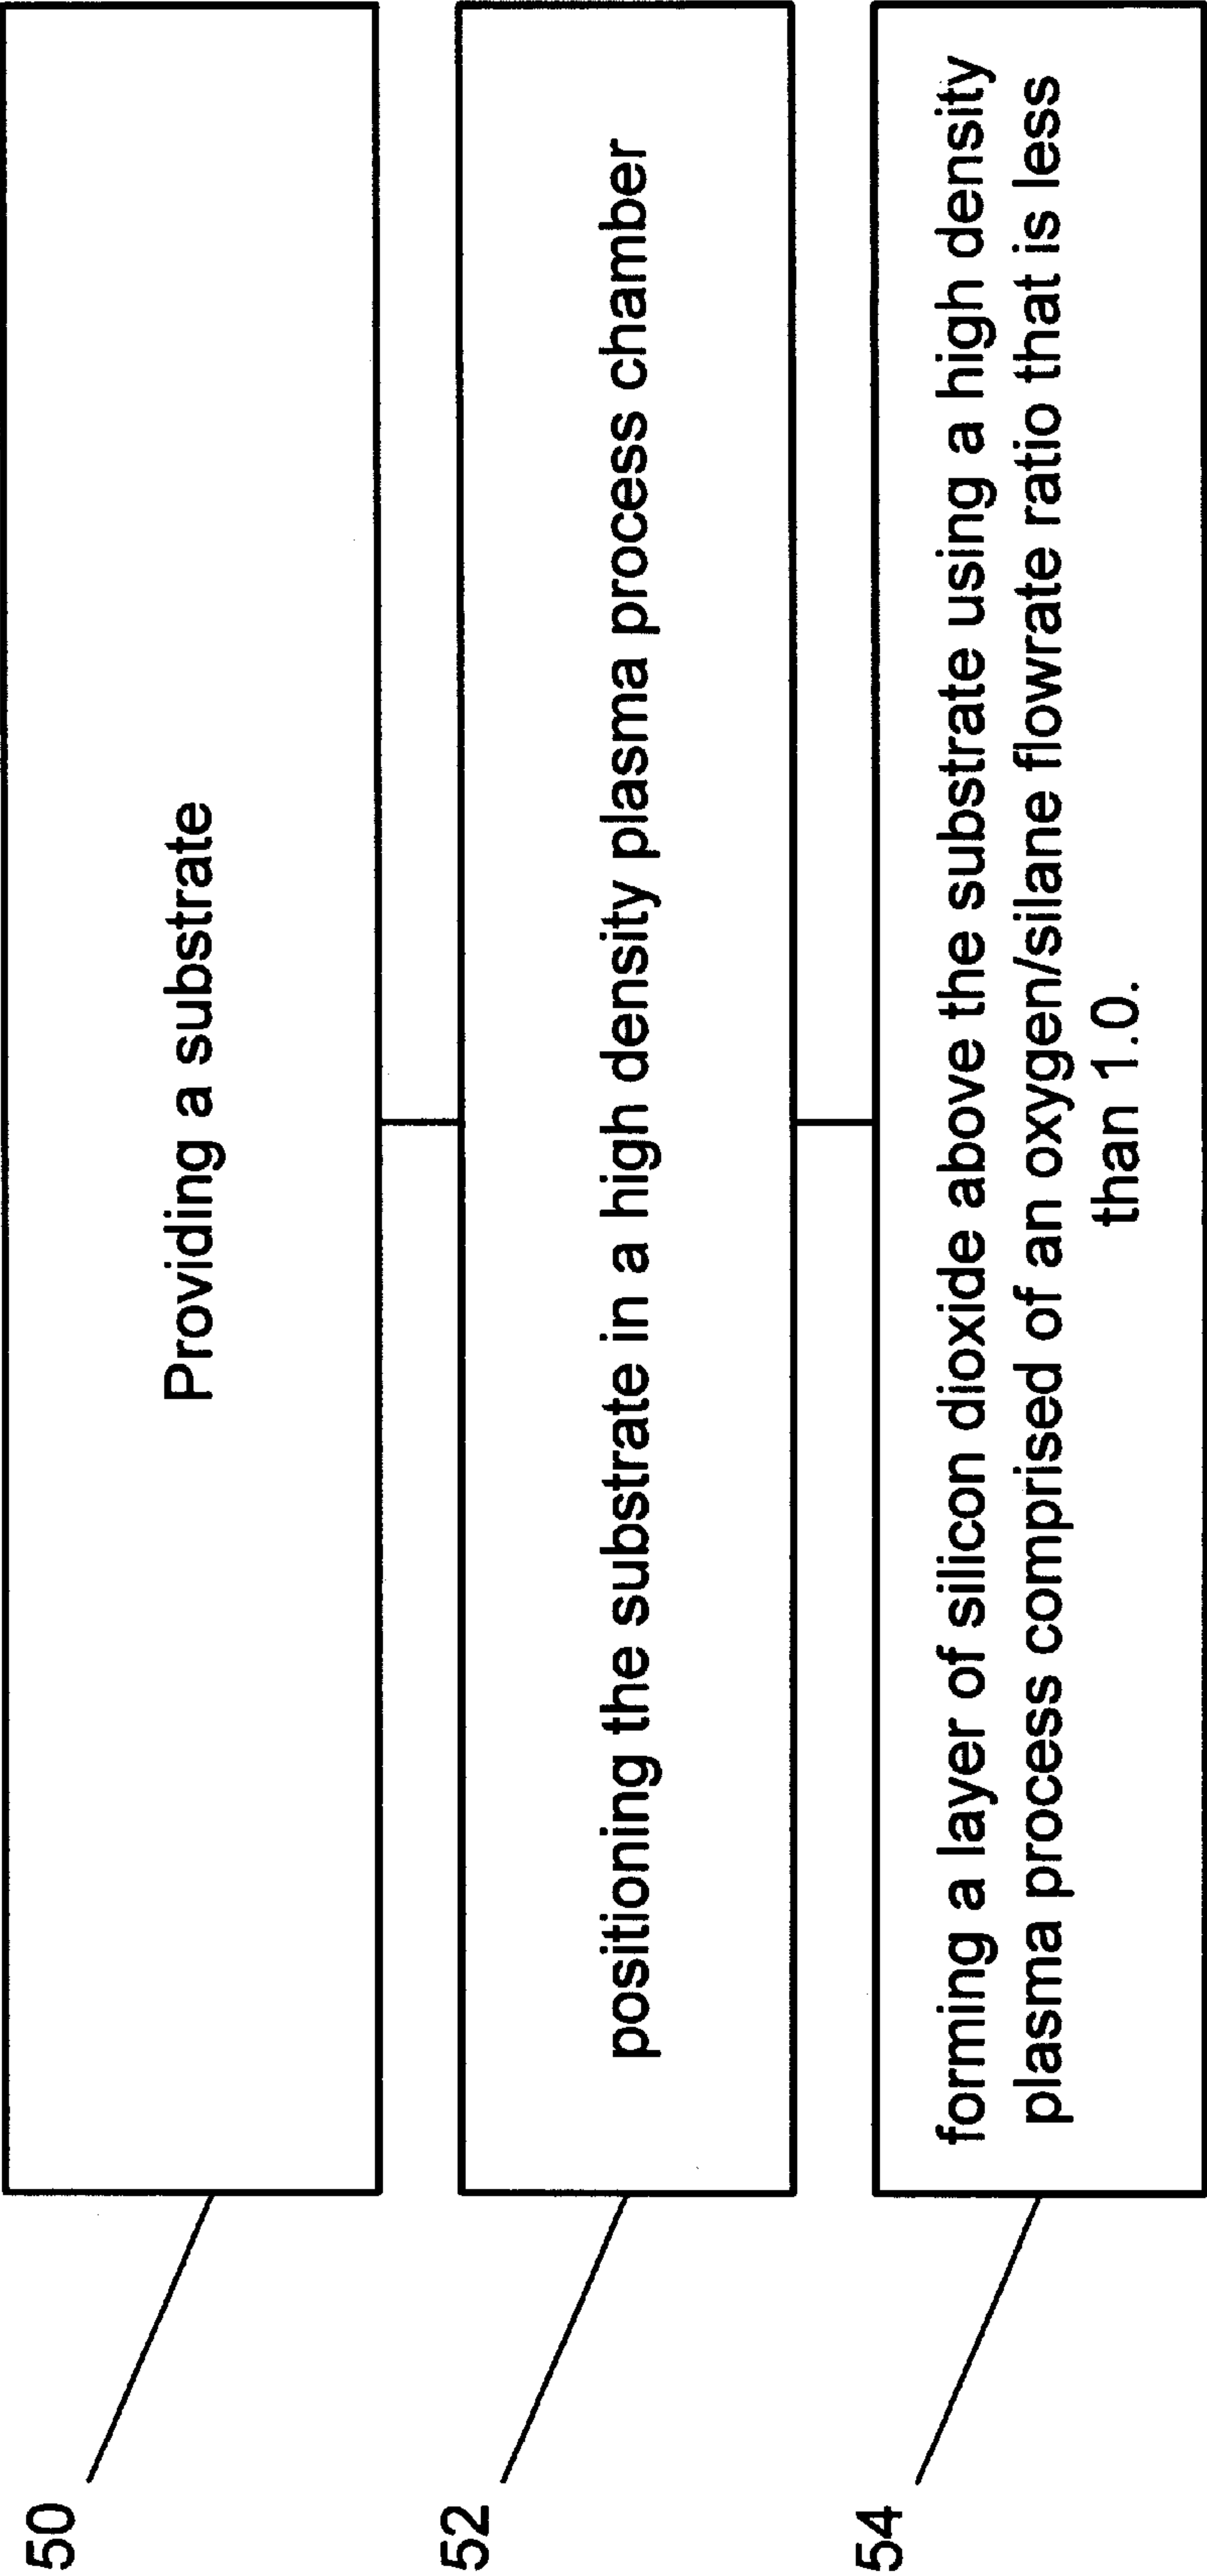 50
Providing a substrate
52
positioning the substrate in a high density plasma process chamber
54
forming a layer of silicon dioxide above the substrate using a high density
plasma process comprised of an oxygen/silane flowrate ratio that is less
than 1.0.